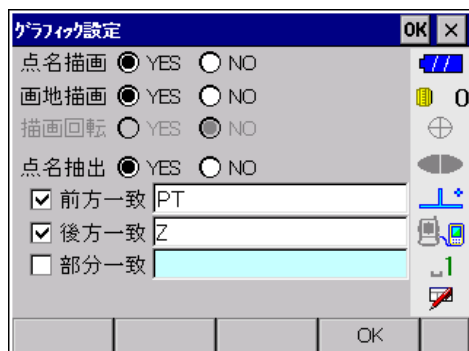 グラフィック設定 OK ×
点名描画 YES NO
画地描画 YES NO
描画回転 YES NO
点名抽出 YES NO
前方一致 PT
後方一致 Z
部分一致
0
1
OK